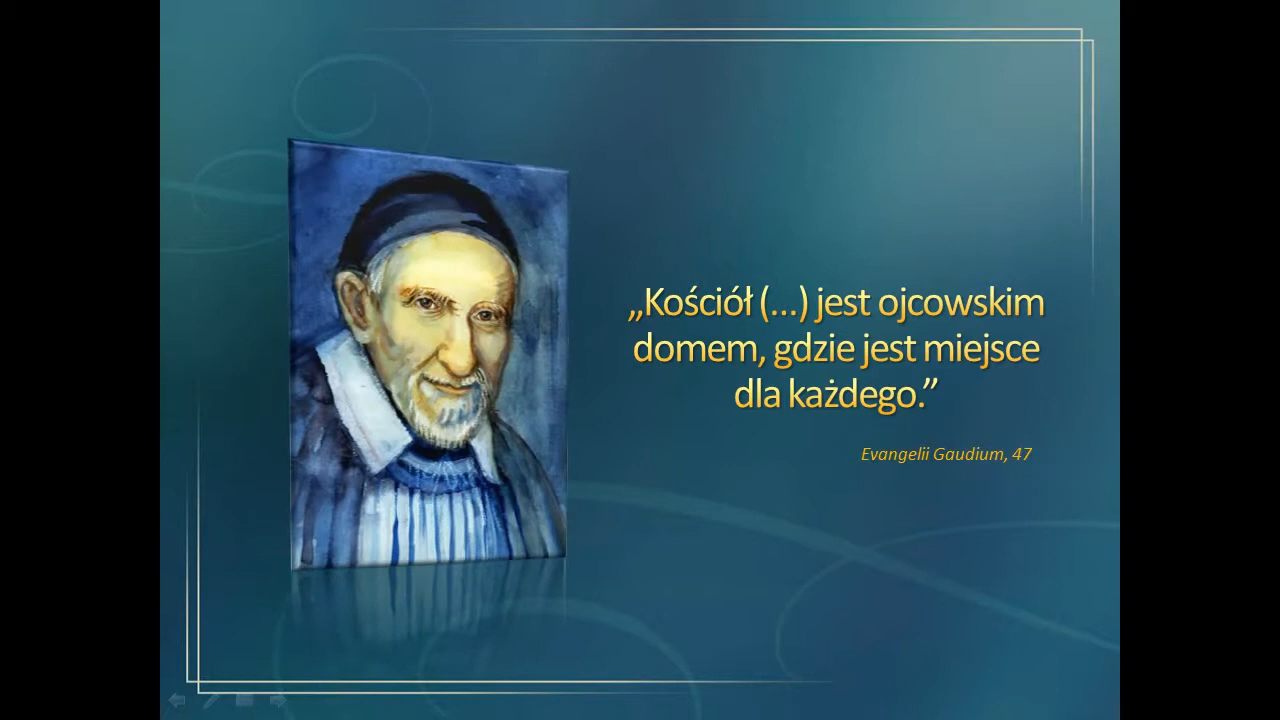 „Kościół (…) jest ojcowskim
domem, gdzie jest miejsce
dla każdego.”
Evangelii Gaudium, 47